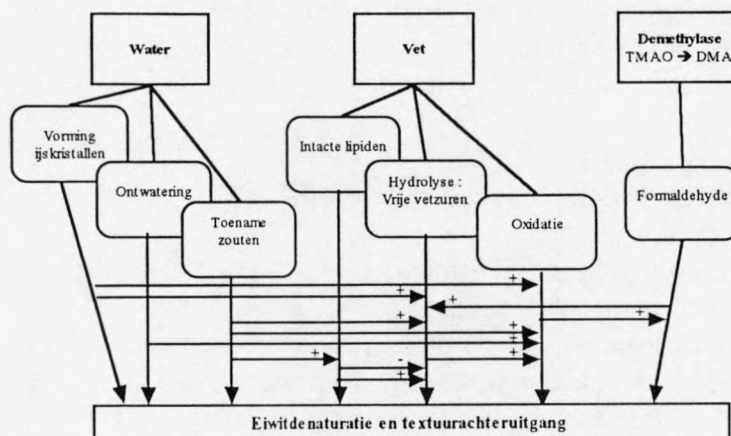 Water
Vet
Demethylase
TMAO ➔ DMA
Vorming
ijskristallen
Ontwatering
Toename
zouten
Intacte lipiden
Hydrolyse :
Vrije vetzuren
Oxidatie
Formaldehyde
+
+
+
+
+
+
+
+
+
+
+
Eiwitdenaturatie en textuurachteruitgang